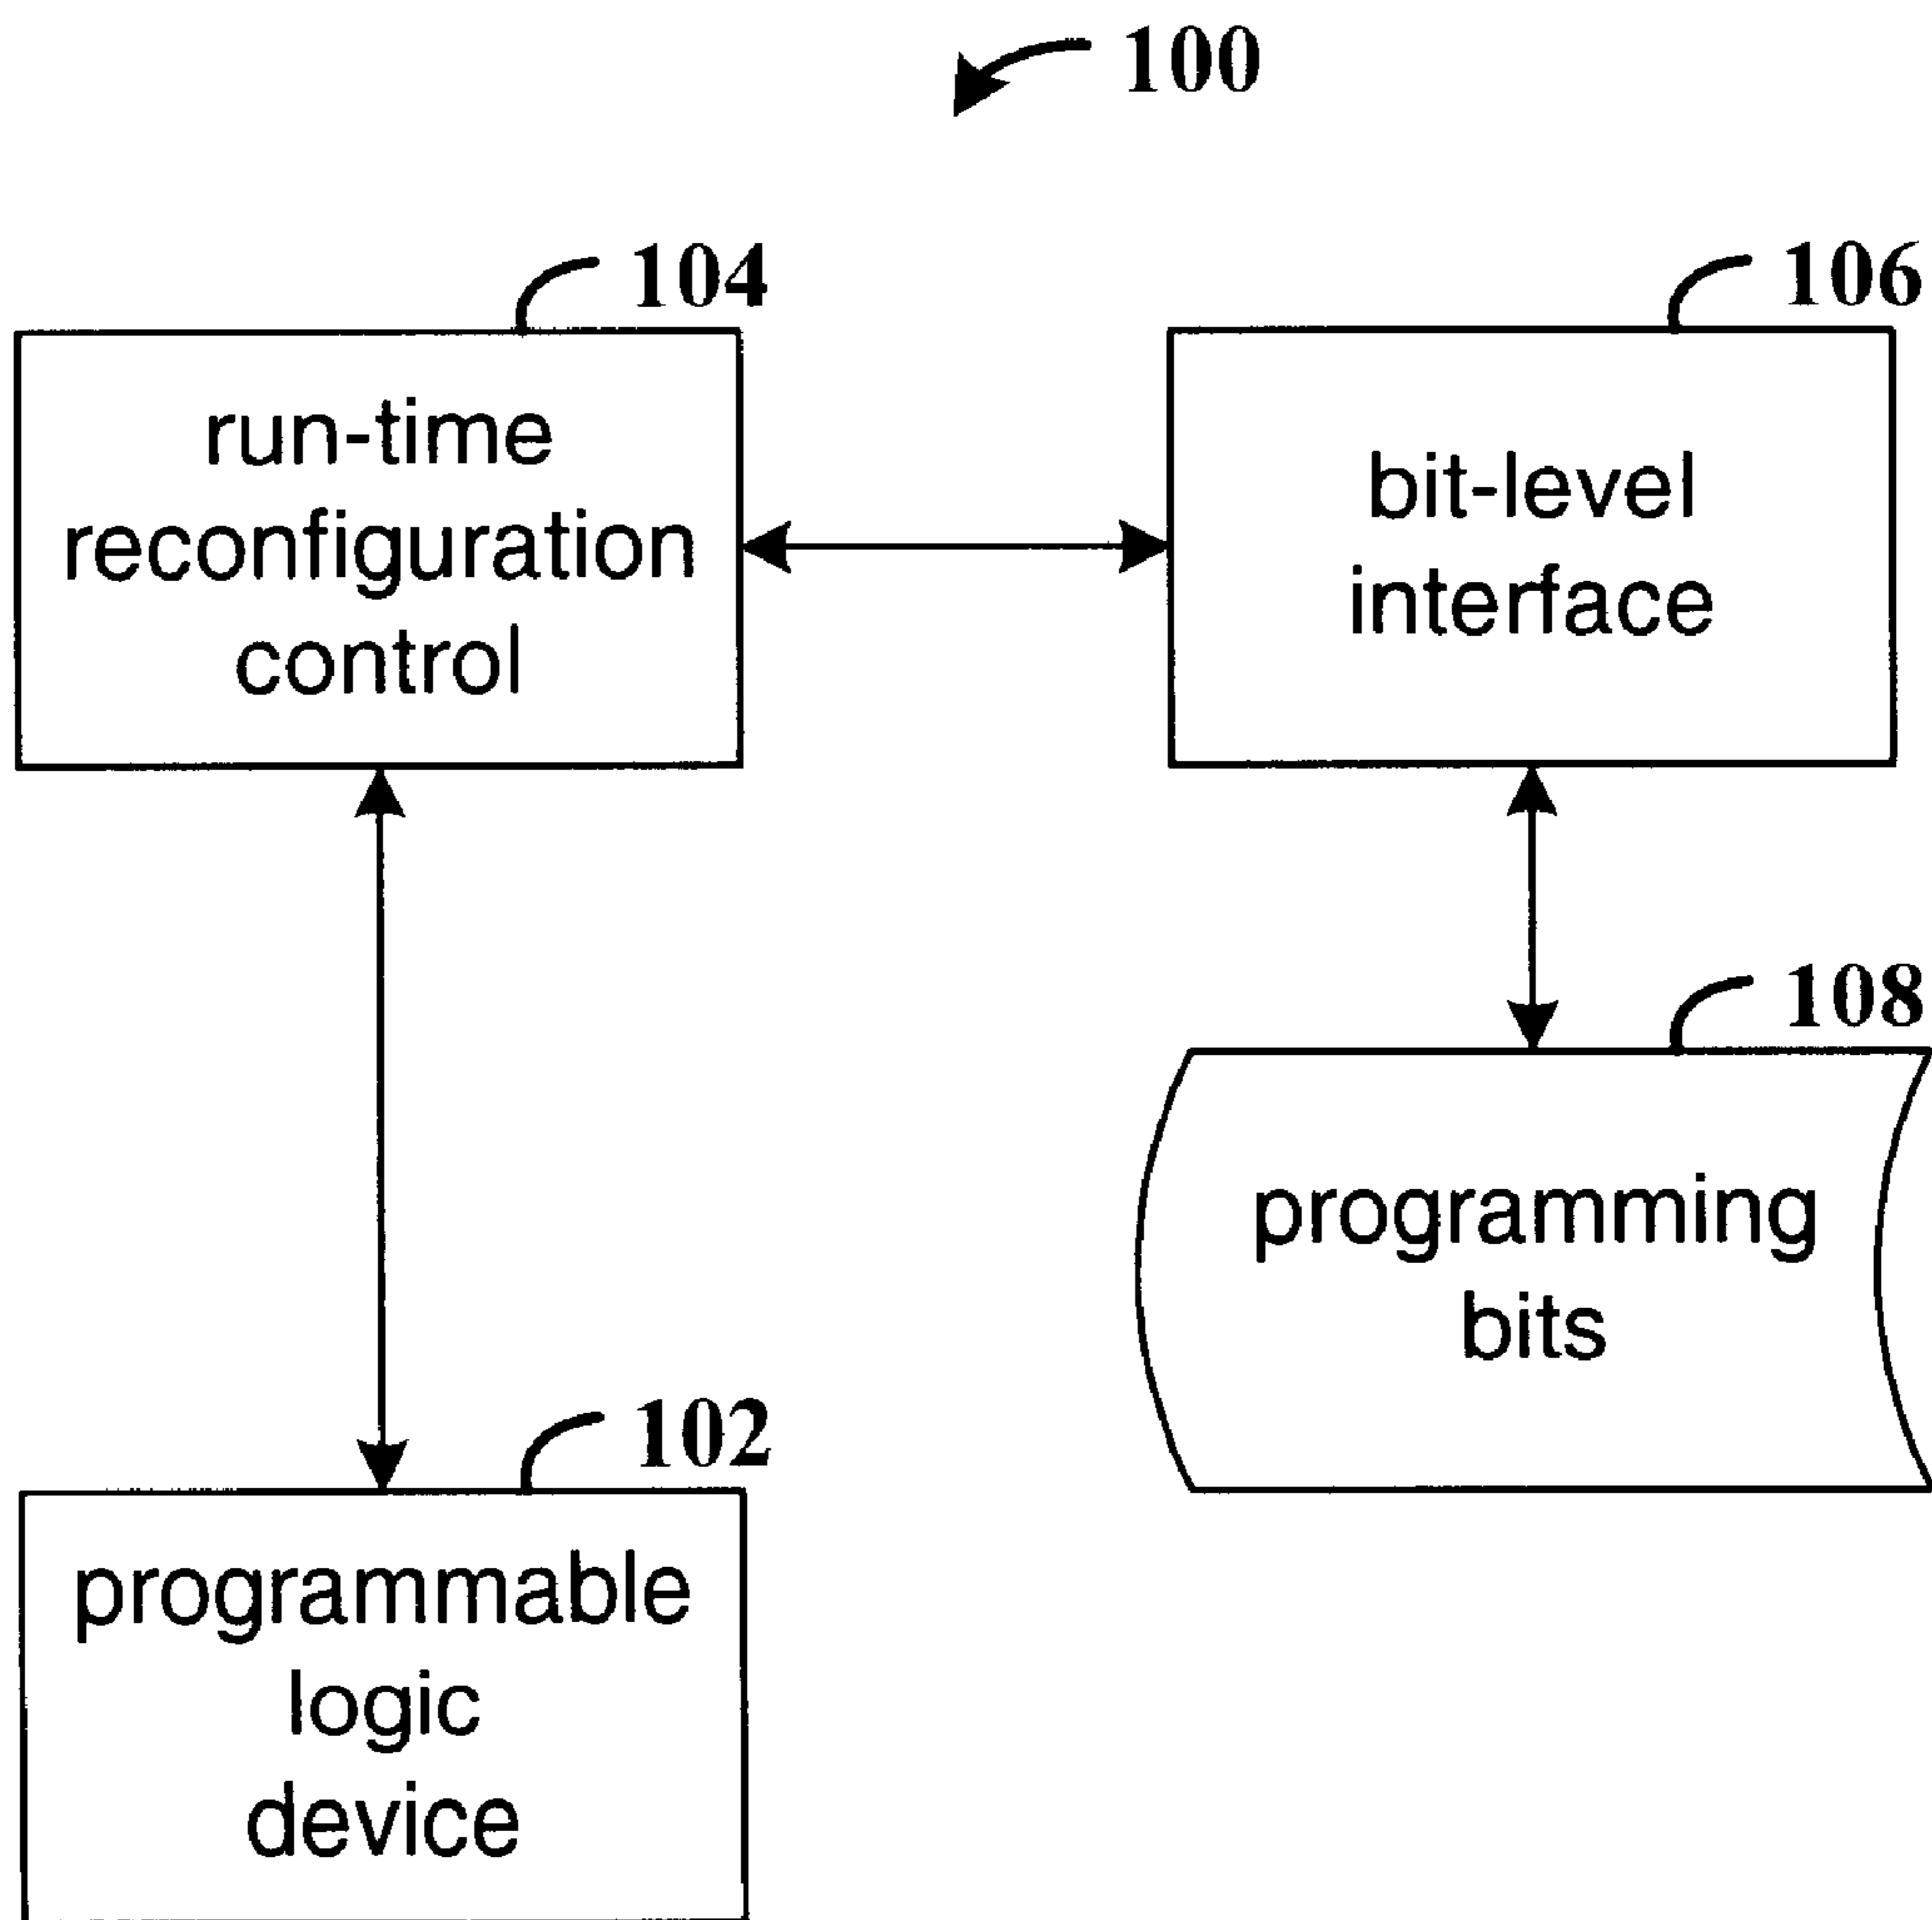 100
104
106
run-time
reconfiguration
control
bit-level
interface
108
programming
bits
102
programmable
logic
device